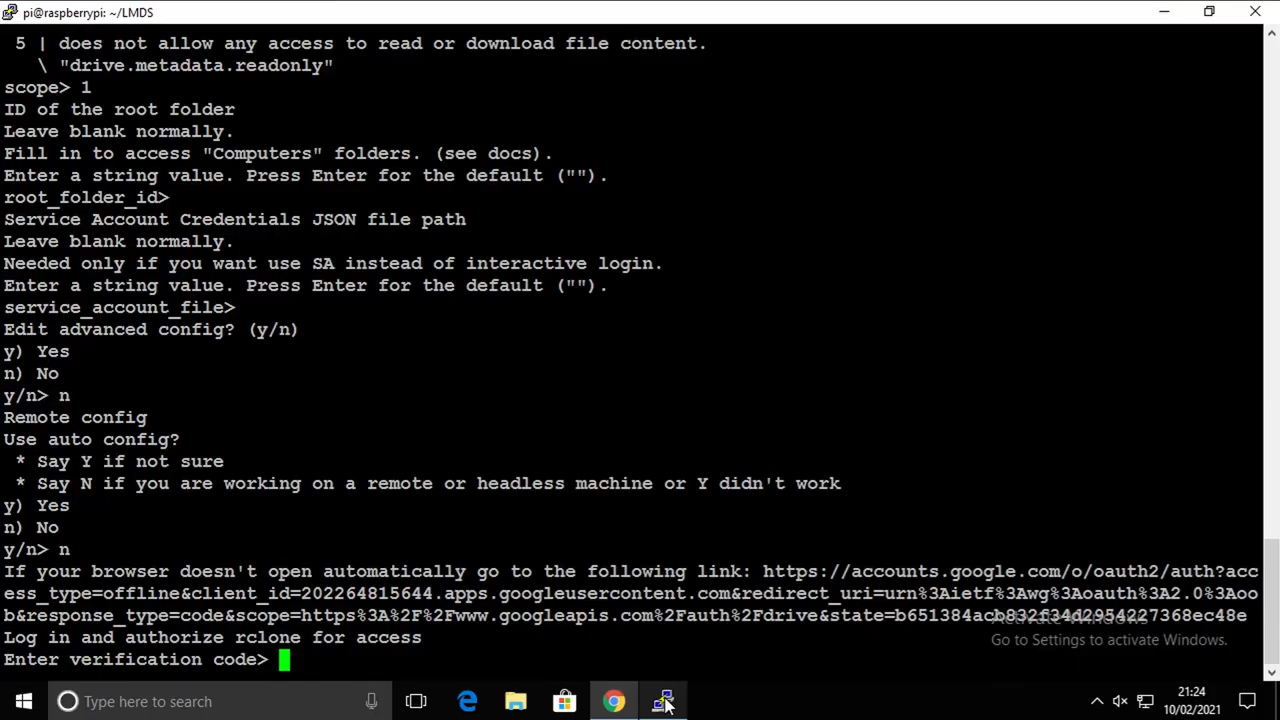 pi@raspberrypi: ~/LMDS
5 | does not allow any access to read or download file content.
\ "drive.metadata.readonly"
scope> 1
ID of the root folder
Leave blank normally.
Fill in to access "Computers" folders. (see docs).
Enter a string value. Press Enter for the default ("").
root_folder_id>
Service Account Credentials JSON file path
Leave blank normally.
Needed only if you want use SA instead of interactive login.
Enter a string value. Press Enter for the default ("").
service_account_file>
Edit advanced config? (y/n)
y) Yes
n) No
y/n> n
Remote config
Use auto config?
* Say Y if not sure
* Say N if you are working on a remote or headless machine or Y didn't work
y) Yes
n) No
y/n> n
If your browser doesn't open automatically go to the following link: https://accounts.google.com/o/oauth2/auth?acc
ess_type=offline&client_id=202264815644.apps.googleusercontent.com&redirect_uri=urn%3Aietf%3Awg%3Aoauth%3A2.0%3Aoo
b&response_type=code&scope=https%3A%2F%2Fwww.googleapis.com%2Fauth%2Fdrive&state=
Log in and authorize rclone for access
Enter verification code>
Activate Windows
Go to Settings to activate Windows.
Type here to search
21:24
10/02/2021